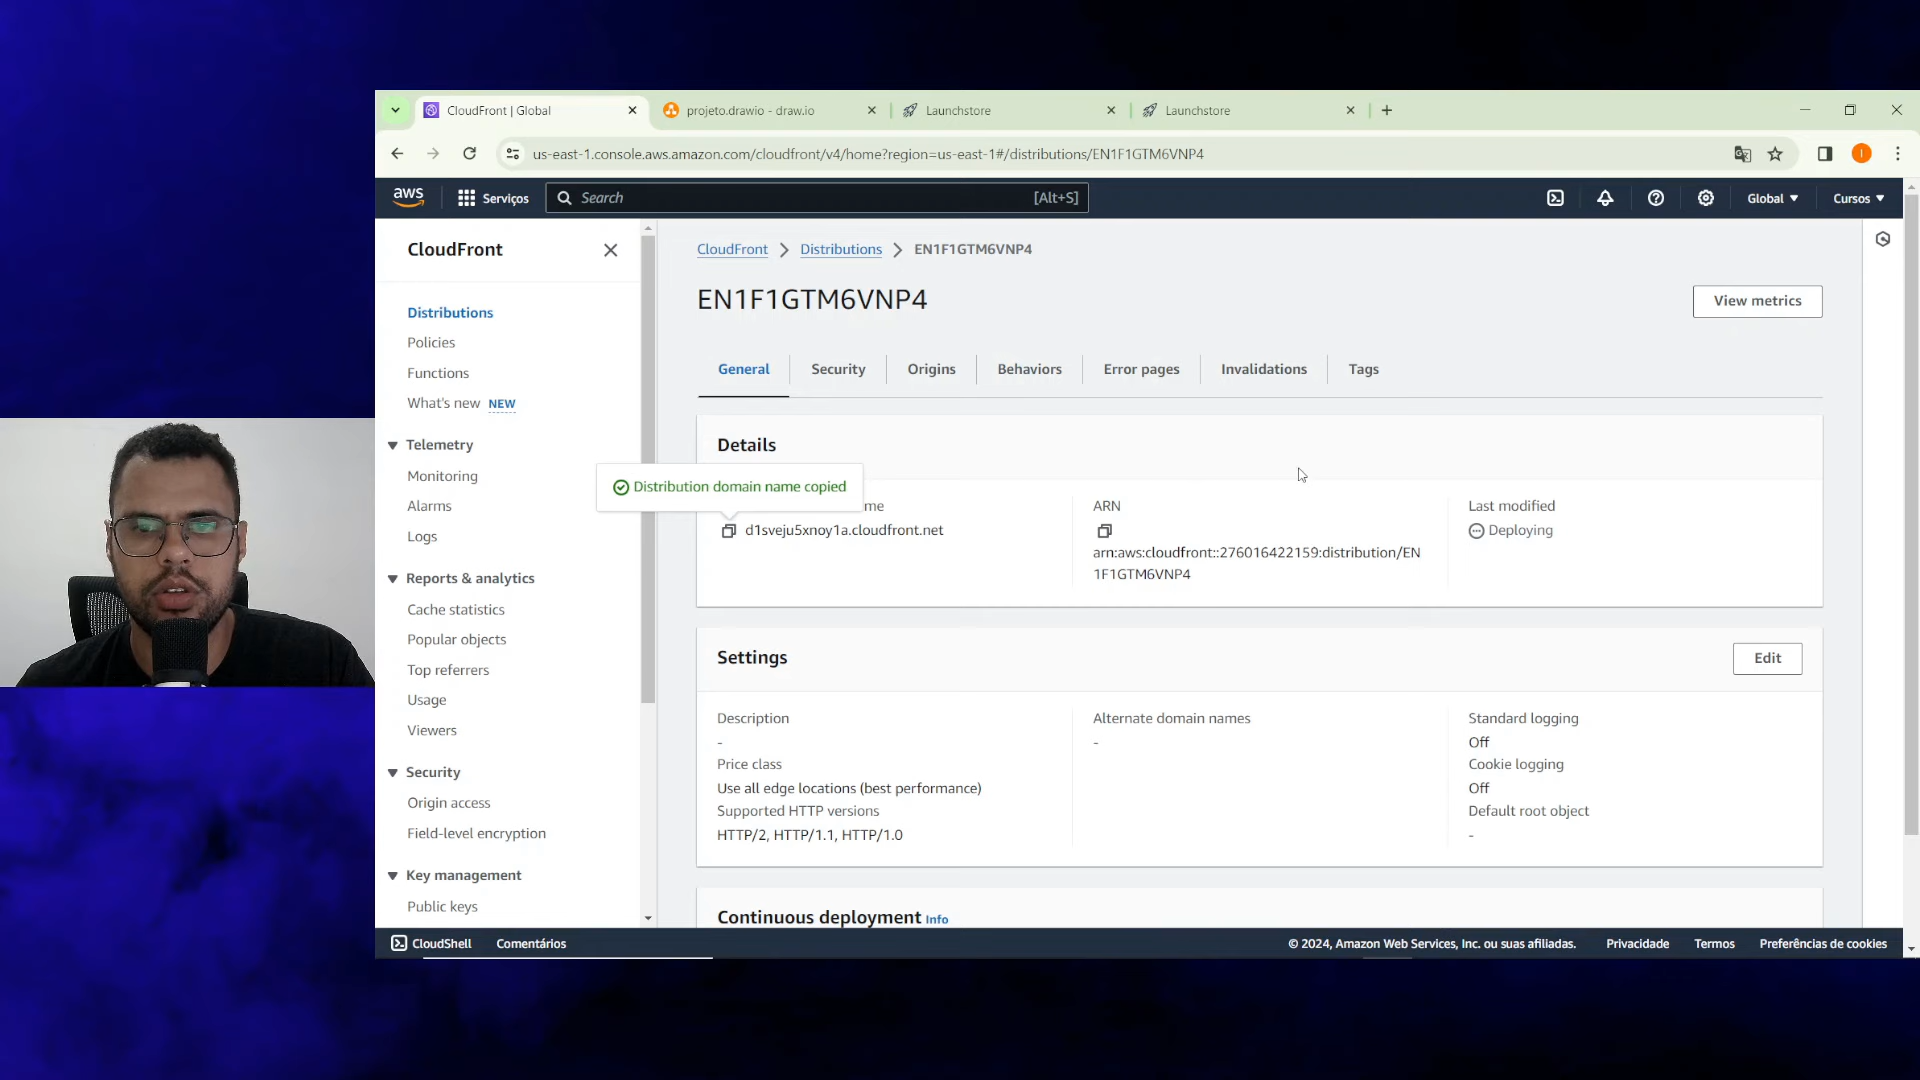 CloudFront | Global
projeto.drawio - draw.io
Launchstore
Launchstore
us-east-1.console.aws.amazon.com/cloudfront/v4/home?region=us-east-1#/distributions/EN1F1GTM6VNP4
aws
Serviços
Search
[Alt+S]
Global
Cursos
CloudFront
Distributions
Policies
Functions
What's new NEW
Telemetry
Monitoring
Alarms
Logs
Reports & analytics
Cache statistics
Popular objects
Top referrers
Usage
Viewers
Security
Origin access
Field-level encryption
Key management
Public keys
CloudFront > Distributions > EN1F1GTM6VNP4
EN1F1GTM6VNP4
View metrics
General
Security
Origins
Behaviors
Error pages
Invalidations
Tags
Details
Distribution domain name copied
me
d1sveju5xnoy1a.cloudfront.net
ARN
arn:aws:cloudfront::276016422159:distribution/EN
1F1GTM6VNP4
Last modified
Deploying
Settings
Edit
Description
-
Price class
Use all edge locations (best performance)
Supported HTTP versions
HTTP/2, HTTP/1.1, HTTP/1.0
Alternate domain names
-
Standard logging
Off
Cookie logging
Off
Default root object
-
Continuous deployment Info
CloudShell
Comentários
© 2024, Amazon Web Services, Inc. ou suas afiliadas.
Privacidade
Termos
Preferências de cookies